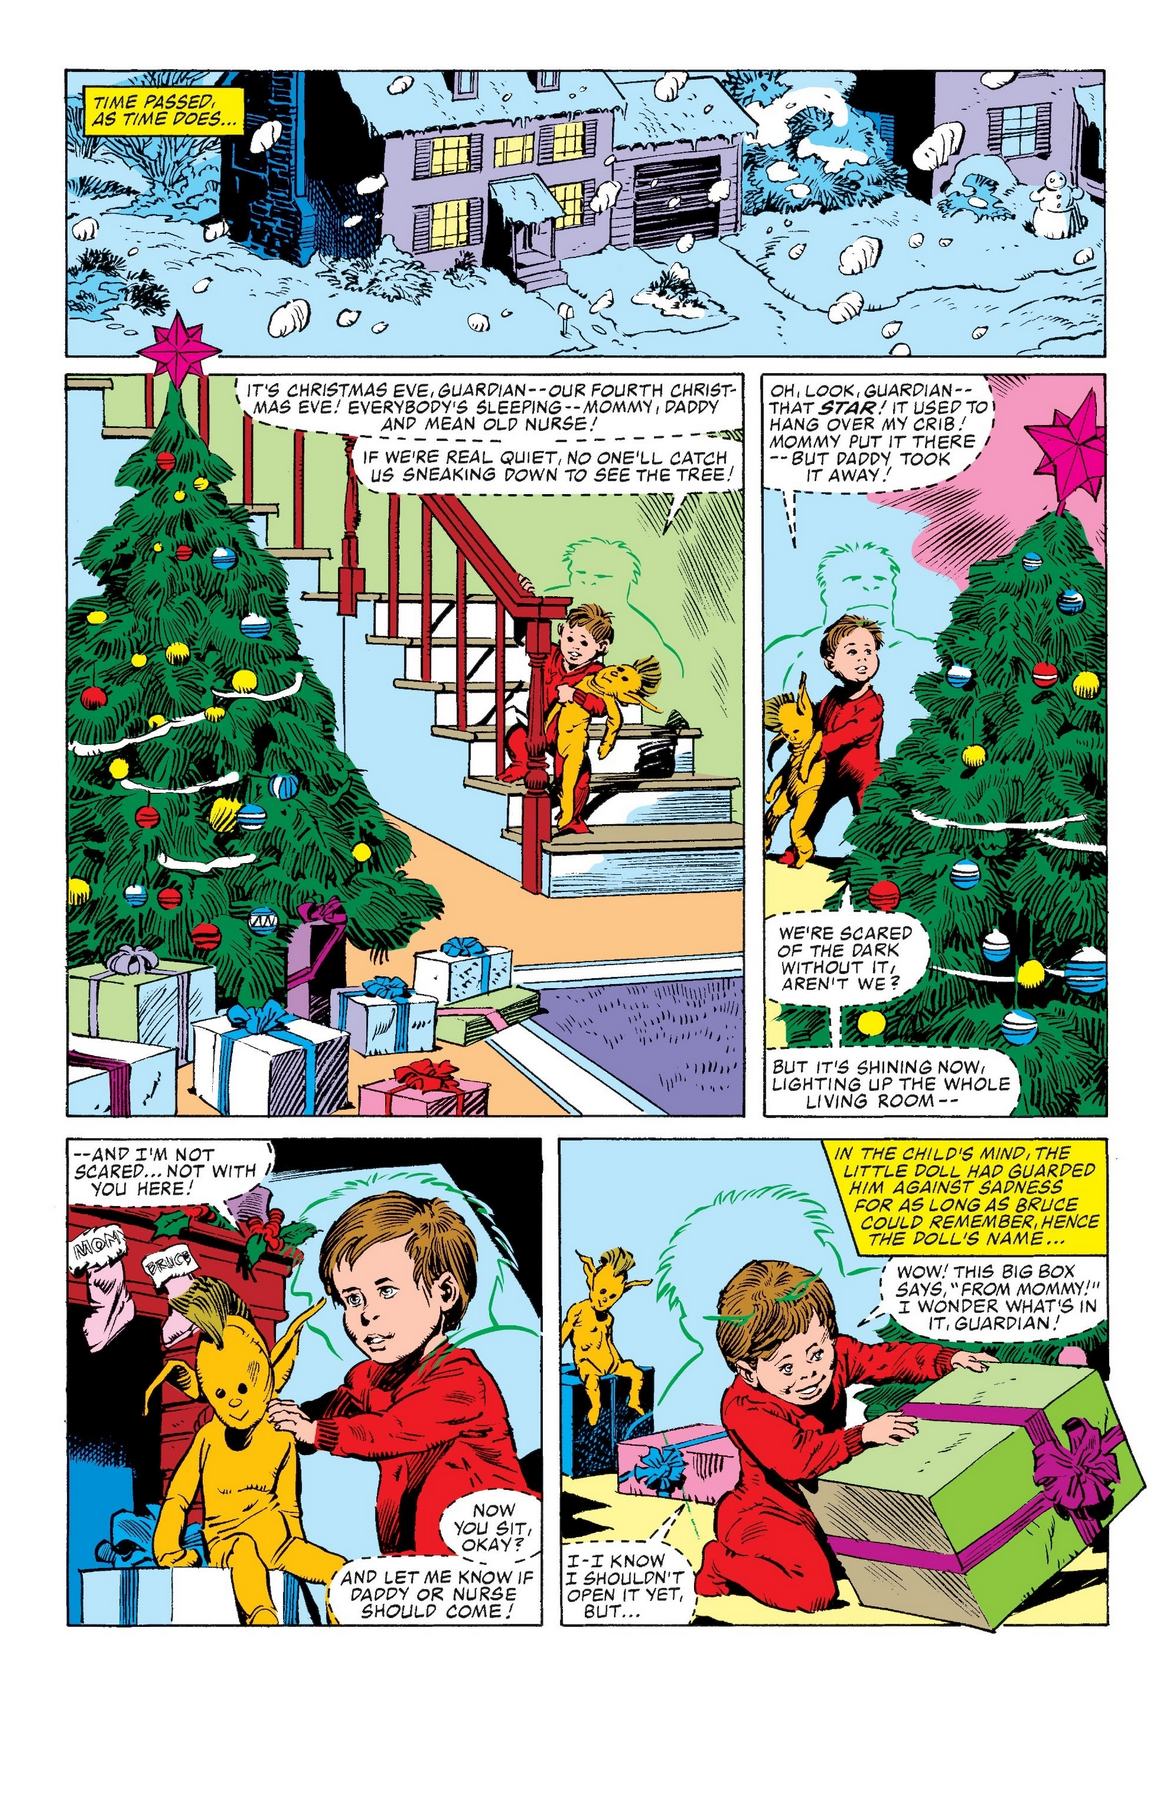 TIME PASSED,
AS TIME DOES...
IT'S CHRISTMAS EVE, GUARDIAN--OUR FOURTH CHRIST-
MAS EVE! EVERYBODY'S SLEEPING--MOMMY, DADDY
AND MEAN OLD NURSE!
IF WE'RE REAL QUIET, NO ONE'LL CATCH
US SNEAKING DOWN TO SEE THE TREE!
OH, LOOK, GUARDIAN--
THAT STAR! IT USED TO
HANG OVER MY CRIB!
MOMMY PUT IT THERE
--BUT DADDY TOOK
IT AWAY!
WE'RE SCARED
OF THE DARK
WITHOUT IT,
AREN'T WE?
BUT IT'S SHINING NOW,
LIGHTING UP THE WHOLE
LIVING ROOM--
--AND I'M NOT
SCARED...NOT WITH
YOU HERE!
MOM
BRUCE
NOW
YOU SIT,
OKAY?
AND LET ME KNOW IF
DADDY OR NURSE
SHOULD COME!
IN THE CHILD'S MIND, THE
LITTLE DOLL HAD GUARDED
HIM AGAINST SADNESS
FOR AS LONG AS BRUCE
COULD REMEMBER, HENCE
THE DOLL'S NAME...
WOW! THIS BIG BOX
SAYS, "FROM MOMMY!"
I WONDER WHAT'S IN
IT, GUARDIAN!
I-I KNOW
I SHOULDN'T
OPEN IT YET,
BUT...